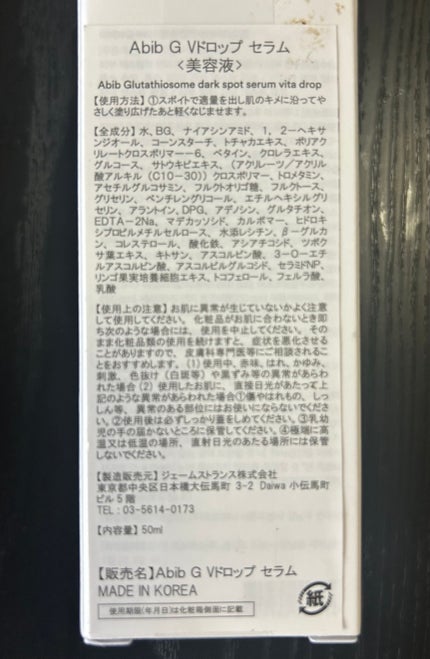 Abib G Vドロップ セラム
<美容液>
Abib Glutathiosome dark spot serum vita drop
【使用方法】①スポイトで適量を出し肌のキメに沿ってや
さしく塗り広げたあと軽くなじませます。
【全成分】水、BG、ナイアシンアミド、1，2－ヘキサ
ンジオール、コーンスターチ、トチャカエキス、ポリアク
リレートクロスポリマー－6、ベタイン、クロレラエキス、
グルコース、サトウキビエキス、（アクリレーツ／アクリル
酸アルキル（C10－30））クロスポリマー、トロメタミン、
アセチルグルコサミン、フルクトオリゴ糖、フルクトース、
グリセリン、ペンチレングリコール、エチルヘキシルグリ
セリン、アラントイン、DPG、アデノシン、グルタチオン、
EDTA－2Na、マデカッソシド、カルボマー、ヒドロキ
シプロピルメチルセルロース、水添レシチン、β－グルカ
ン、コレステロール、酸化鉄、アシアチコシド、ツボク
サ葉エキス、キトサン、アスコルビン酸、3－O－エチ
ルアスコルビン酸、アスコルビルグルコシド、セラミドNP、
リンゴ果実培養細胞エキス、トコフェロール、フェルラ酸、
乳酸
【使用上の注意】お肌に異常が生じていないかよく注意
して使用してください。化粧品がお肌に合わないとき即
ち次のような場合には、使用を中止してください。その
まま化粧品類の使用を続けますと、症状を悪化させるこ
とがありますので、皮膚科専門医等にご相談されるこ
とをおすすめします。(1)使用中、赤味、はれ、かゆみ、
刺激、色抜け（白斑等）や黒ずみ等の異常があらわ
れた場合(2)使用したお肌に、直接日光があたって上
記のような異常があらわれた場合①傷やはれもの、しっ
しん等、異常のある部位にはお使いにならないでくださ
い。②使用後は必ずしっかり蓋をしめてください。③乳幼
児の手の届かないところに保管してください。④極端に高
温又は低温の場所、直射日光のあたる場所には保管
しないでください。
【製造販売元】ジェームストランス株式会社
東京都中央区日本橋大伝馬町 3-2 Daiwa 小伝馬町
ビル 5 階
TEL : 03-5614-0173
【内容量】50ml
【販売名】Abib G Vドロップ セラム
MADE IN KOREA
使用期限(年月日)は化粧箱側面に記載
紙